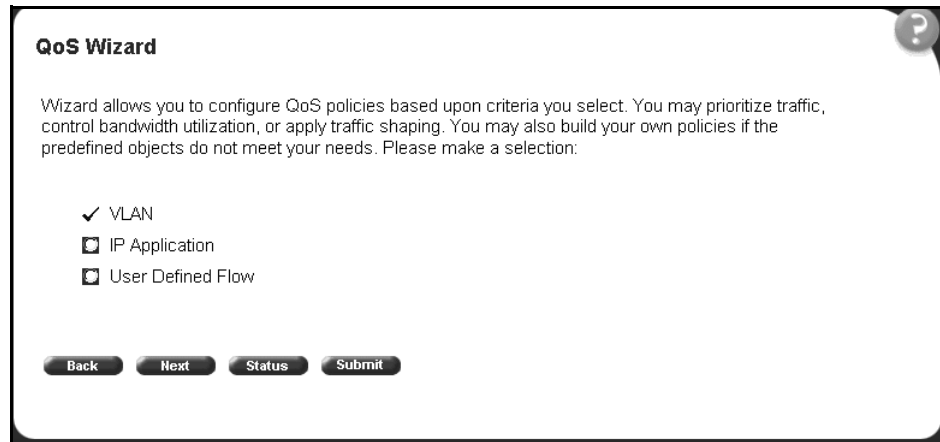 ?
QoS Wizard
Wizard allows you to configure QoS policies based upon criteria you select. You may prioritize traffic,
control bandwidth utilization, or apply traffic shaping. You may also build your own policies if the
predefined objects do not meet your needs. Please make a selection:
VLAN
IP Application
User Defined Flow
Back Next Status Submit